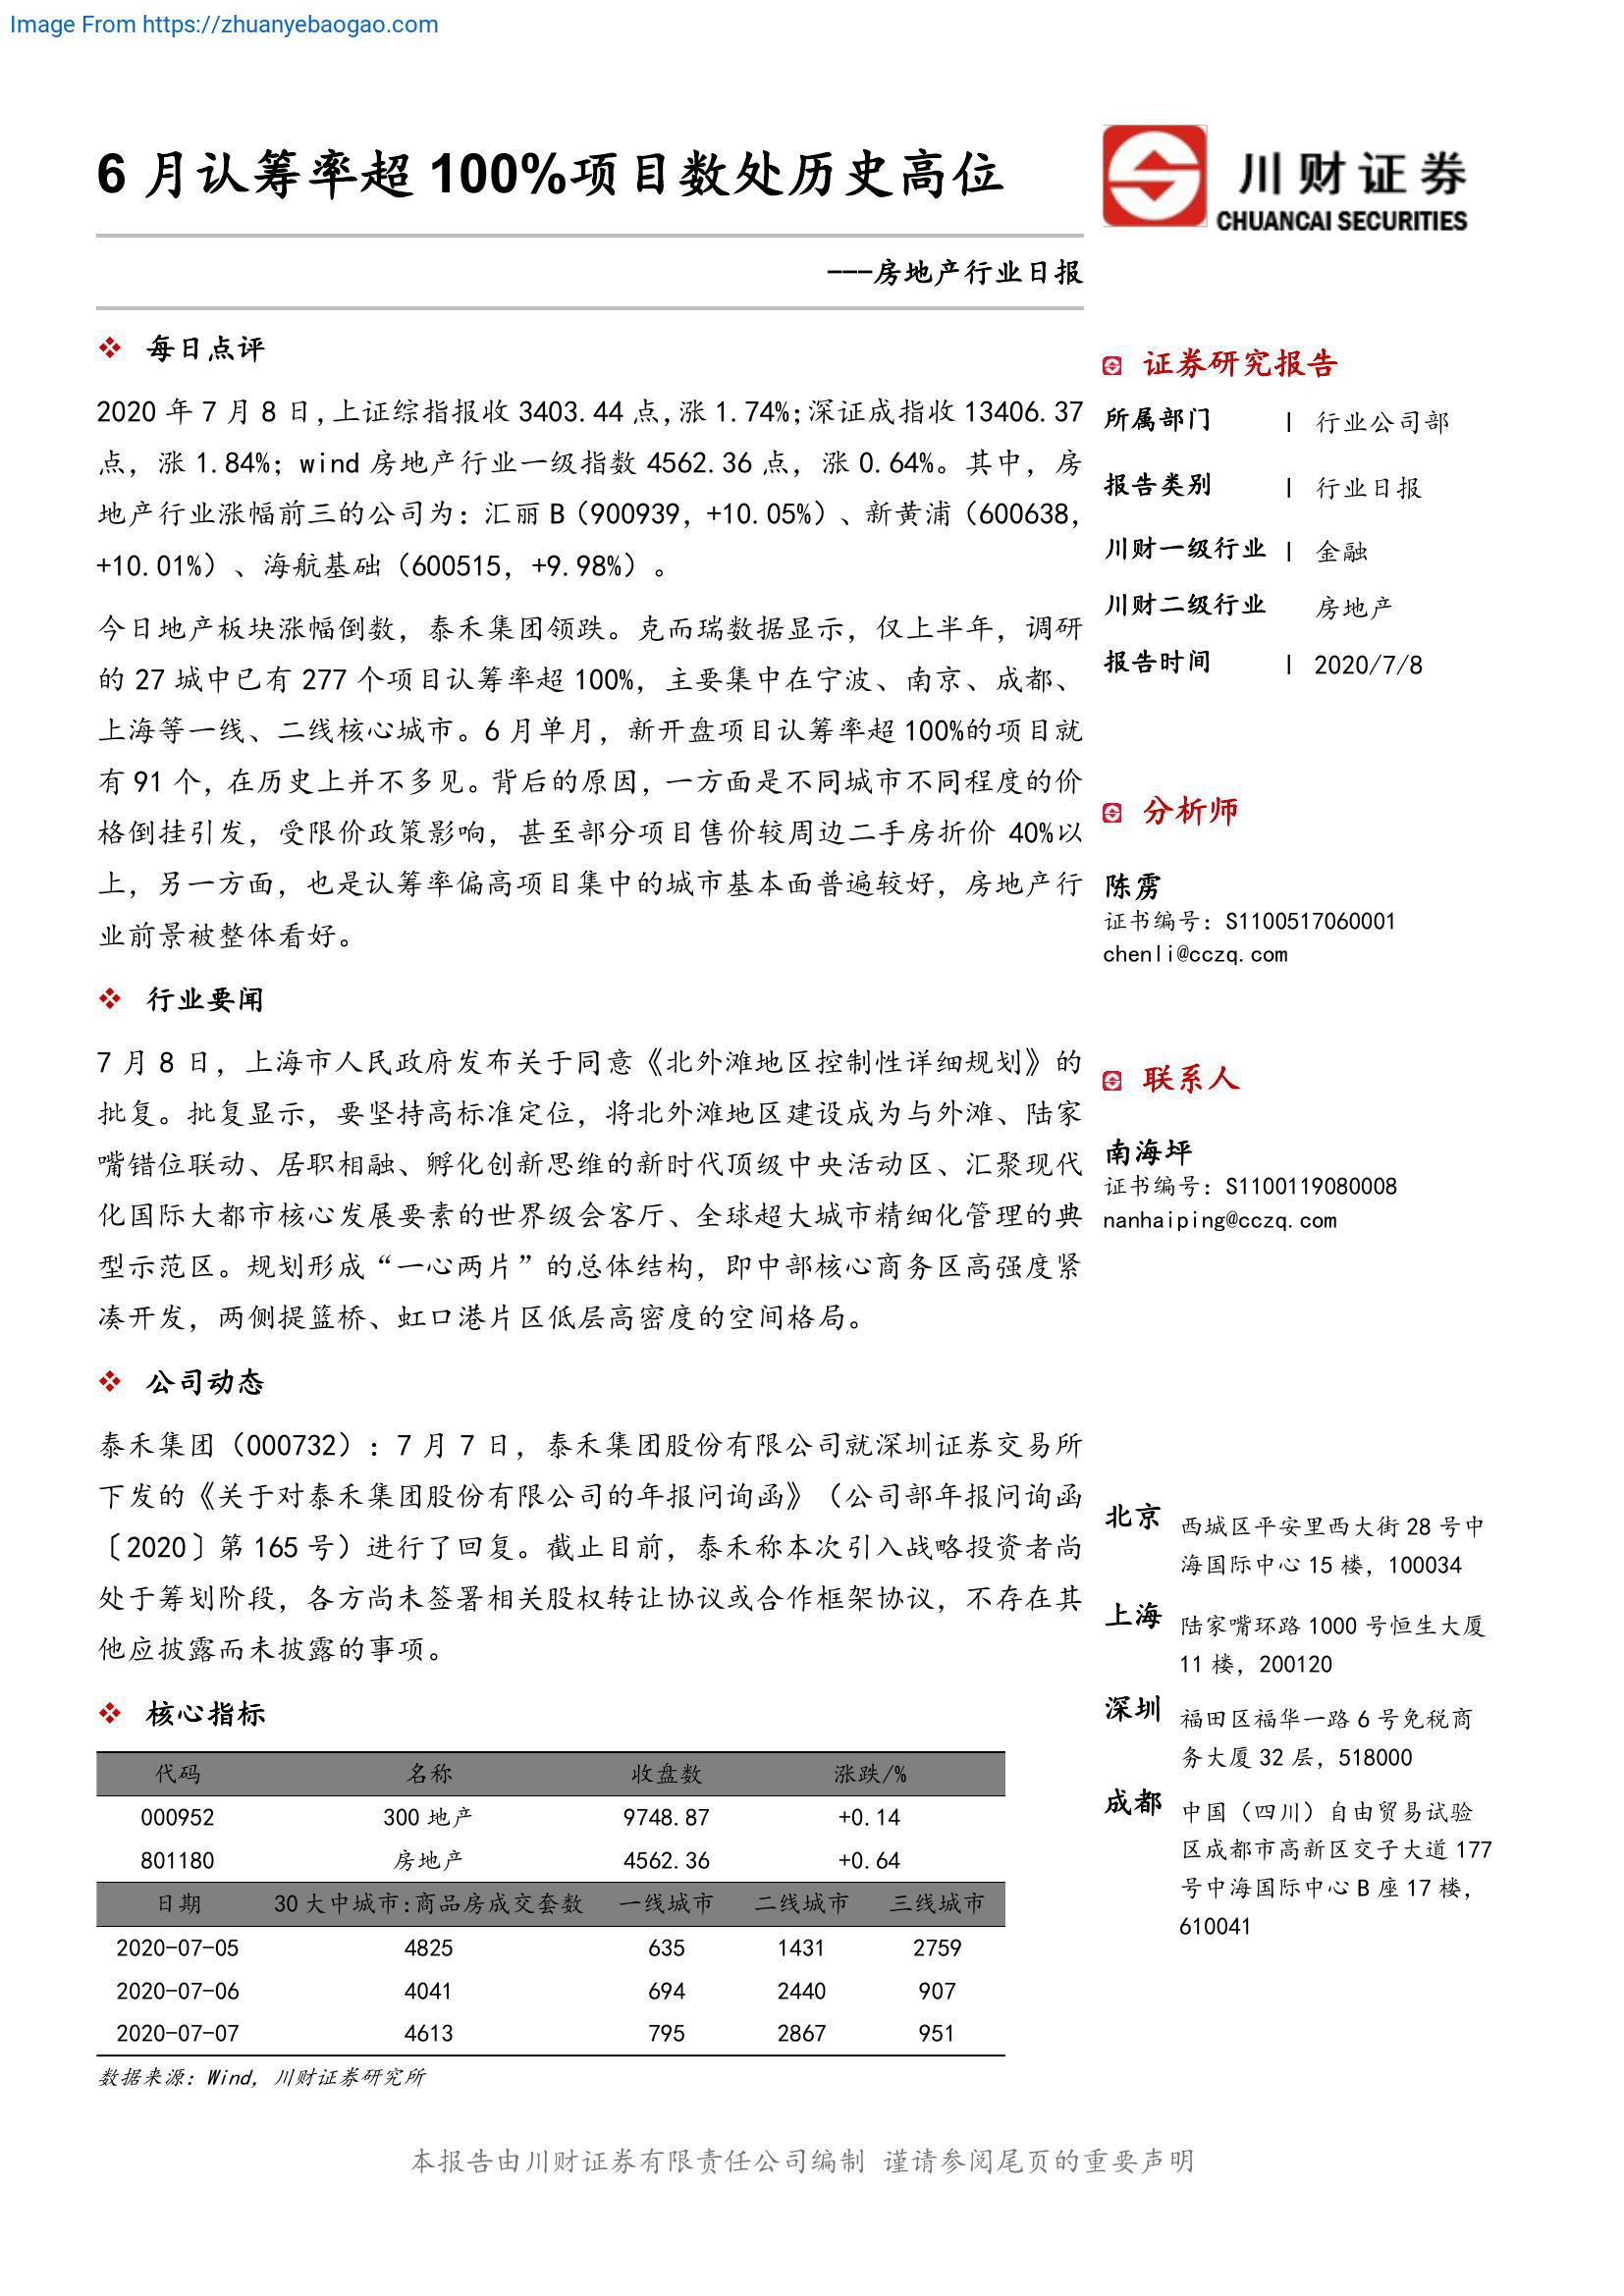 Image From https://zhuanyebaogao.com
6 月认筹率超 100%项目数处历史高位
---房地产行业日报
川财证券
CHUANCAI SECURITIES
每日点评
2020 年 7 月 8 日,上证综指报收 3403.44 点,涨 1.74%;深证成指收 13406.37
点，涨 1.84%；wind 房地产行业一级指数 4562.36 点，涨 0.64%。其中，房
地产行业涨幅前三的公司为：汇丽 B（900939，+10.05%）、新黄浦（600638，
+10.01%）、海航基础（600515，+9.98%）。
今日地产板块涨幅倒数，泰禾集团领跌。克而瑞数据显示，仅上半年，调研
的 27 城中已有 277 个项目认筹率超 100%，主要集中在宁波、南京、成都、
上海等一线、二线核心城市。6 月单月，新开盘项目认筹率超 100%的项目就
有 91 个，在历史上并不多见。背后的原因，一方面是不同城市不同程度的价
格倒挂引发，受限价政策影响，甚至部分项目售价较周边二手房折价 40%以
上，另一方面，也是认筹率偏高项目集中的城市基本面普遍较好，房地产行
业前景被整体看好。
行业要闻
7 月 8 日，上海市人民政府发布关于同意《北外滩地区控制性详细规划》的
批复。批复显示，要坚持高标准定位，将北外滩地区建设成为与外滩、陆家
嘴错位联动、居职相融、孵化创新思维的新时代顶级中央活动区、汇聚现代
化国际大都市核心发展要素的世界级会客厅、全球超大城市精细化管理的典
型示范区。规划形成“一心两片”的总体结构，即中部核心商务区高强度紧
凑开发，两侧提篮桥、虹口港片区低层高密度的空间格局。
公司动态
泰禾集团（000732）：7 月 7 日，泰禾集团股份有限公司就深圳证券交易所
下发的《关于对泰禾集团股份有限公司的年报问询函》（公司部年报问询函
〔2020〕第 165 号）进行了回复。截止目前，泰禾称本次引入战略投资者尚
处于筹划阶段，各方尚未签署相关股权转让协议或合作框架协议，不存在其
他应披露而未披露的事项。
核心指标
代码 名称 收盘数 涨跌/%
000952 300 地产 9748.87 +0.14
801180 房地产 4562.36 +0.64
日期 30 大中城市:商品房成交套数 一线城市 二线城市 三线城市
2020-07-05 4825 635 1431 2759
2020-07-06 4041 694 2440 907
2020-07-07 4613 795 2867 951
数据来源：Wind，川财证券研究所
证券研究报告
所属部门 | 行业公司部
报告类别 | 行业日报
川财一级行业 | 金融
川财二级行业 房地产
报告时间 | 2020/7/8
分析师
陈雳
证书编号：S1100517060001
chenli@cczq.com
联系人
南海坪
证书编号：S1100119080008
nanhaiping@cczq.com
北京 西城区平安里西大街 28 号中
海国际中心 15 楼，100034
上海 陆家嘴环路 1000 号恒生大厦
11 楼，200120
深圳 福田区福华一路 6 号免税商
务大厦 32 层，518000
成都 中国（四川）自由贸易试验
区成都市高新区交子大道 177
号中海国际中心 B 座 17 楼，
610041
本报告由川财证券有限责任公司编制 谨请参阅尾页的重要声明